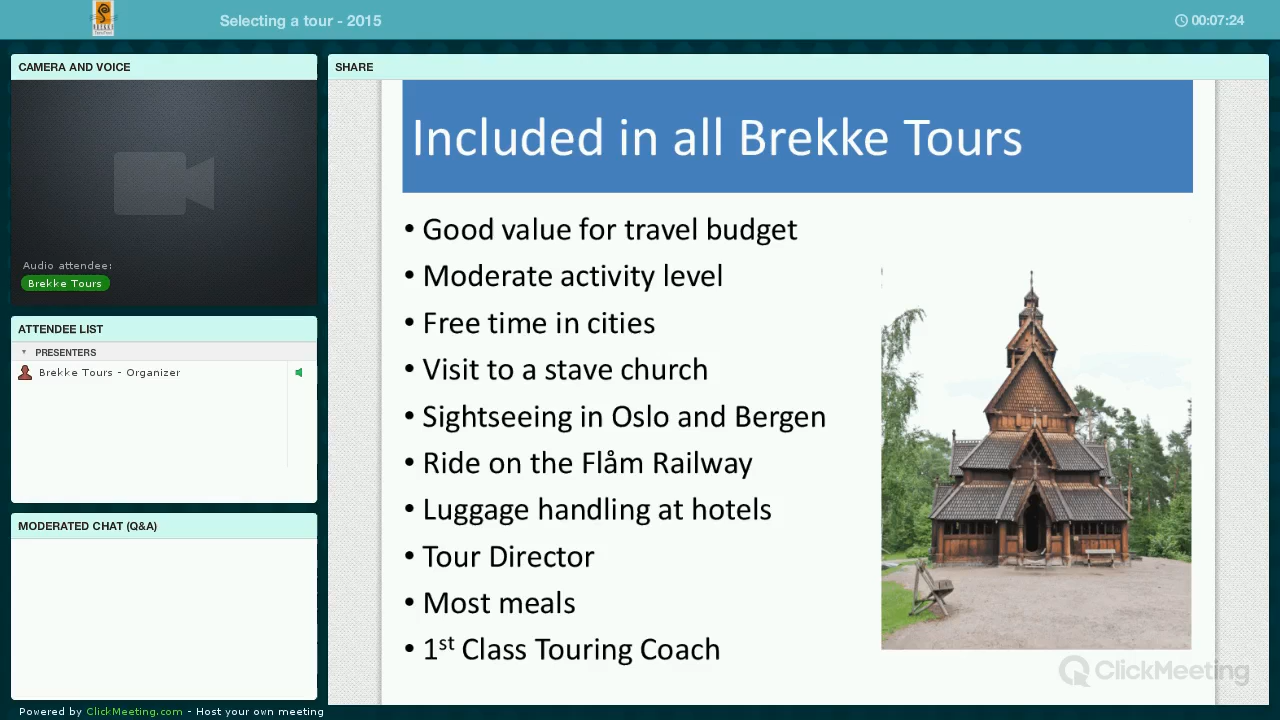 Selecting a tour - 2015
00:07:24
CAMERA AND VOICE
Audio attendee:
Brekke Tours
ATTENDEE LIST
PRESENTERS
Brekke Tours - Organizer
MODERATED CHAT (Q&A)
Powered by ClickMeeting.com - Host your own meeting
SHARE
Included in all Brekke Tours
• Good value for travel budget
• Moderate activity level
• Free time in cities
• Visit to a stave church
• Sightseeing in Oslo and Bergen
• Ride on the Flåm Railway
• Luggage handling at hotels
• Tour Director
• Most meals
• 1st Class Touring Coach
ClickMeeting